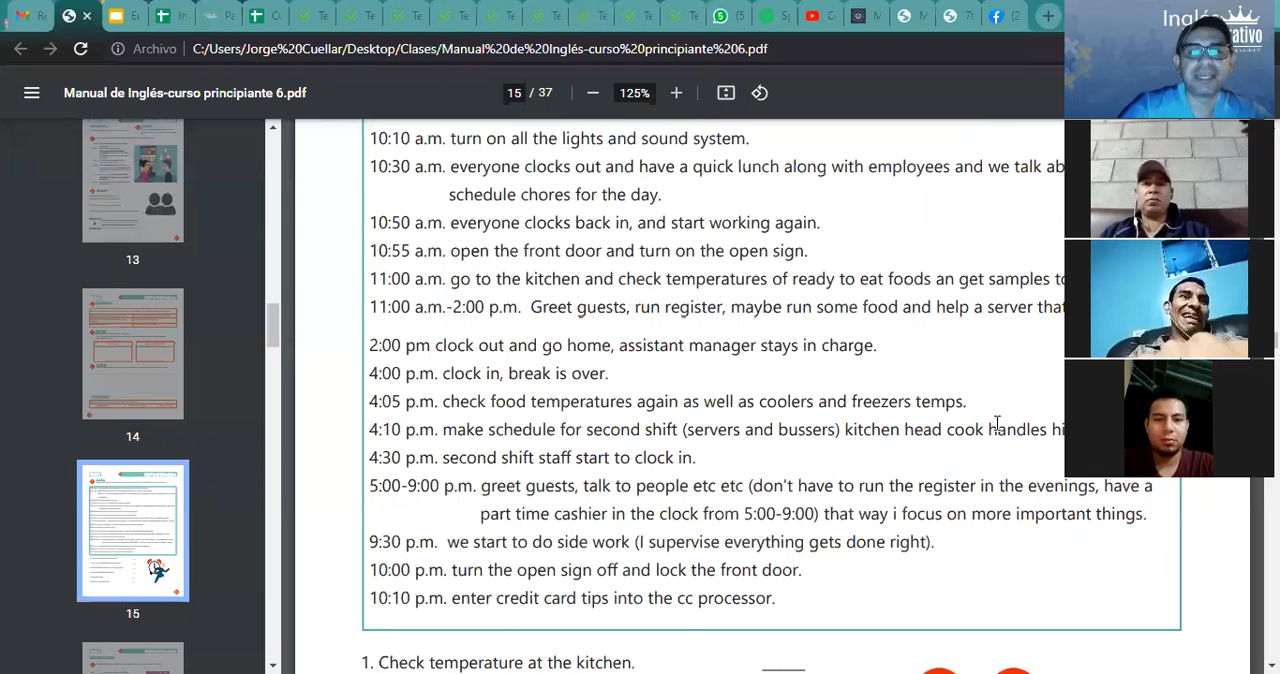 Te Te Te Te Te Te Te Te
Archivo C:/Users/Jorge%20Cuellar/Desktop/Clases/Manual%20de%20Inglés-curso%20principiante%206.pdf
Inglés
Manual de Inglés-curso principiante 6.pdf 15 / 37 125%
10:10 a.m. turn on all the lights and sound system.
10:30 a.m. everyone clocks out and have a quick lunch along with employees and we talk
schedule chores for the day.
10:50 a.m. everyone clocks back in, and start working again.
10:55 a.m. open the front door and turn on the open sign.
11:00 a.m. go to the kitchen and check temperatures of ready to eat foods an get samples
11:00 a.m.-2:00 p.m. Greet guests, run register, maybe run some food and help a server
2:00 pm clock out and go home, assistant manager stays in charge.
4:00 p.m. clock in, break is over.
4:05 p.m. check food temperatures again as well as coolers and freezers temps.
4:10 p.m. nake schedule for second shift (servers and bussers) kitchen head cook handles
4:30 p.m. second shift staff start to clock in.
5:00-9:00 p.m. greet guests, talk to people etc etc (don't have to run the register in the evenings, have a
part time cashier in the clock from 5:00-9:00) that way i focus on more important things.
9:30 p.m. we start to do side work (I supervise everything gets done right).
10:00 p.m. turn the open sign off and lock the front door.
10:10 p.m. enter credit card tips into the cc processor.
1. Check temperature at the kitchen.
13
14
15